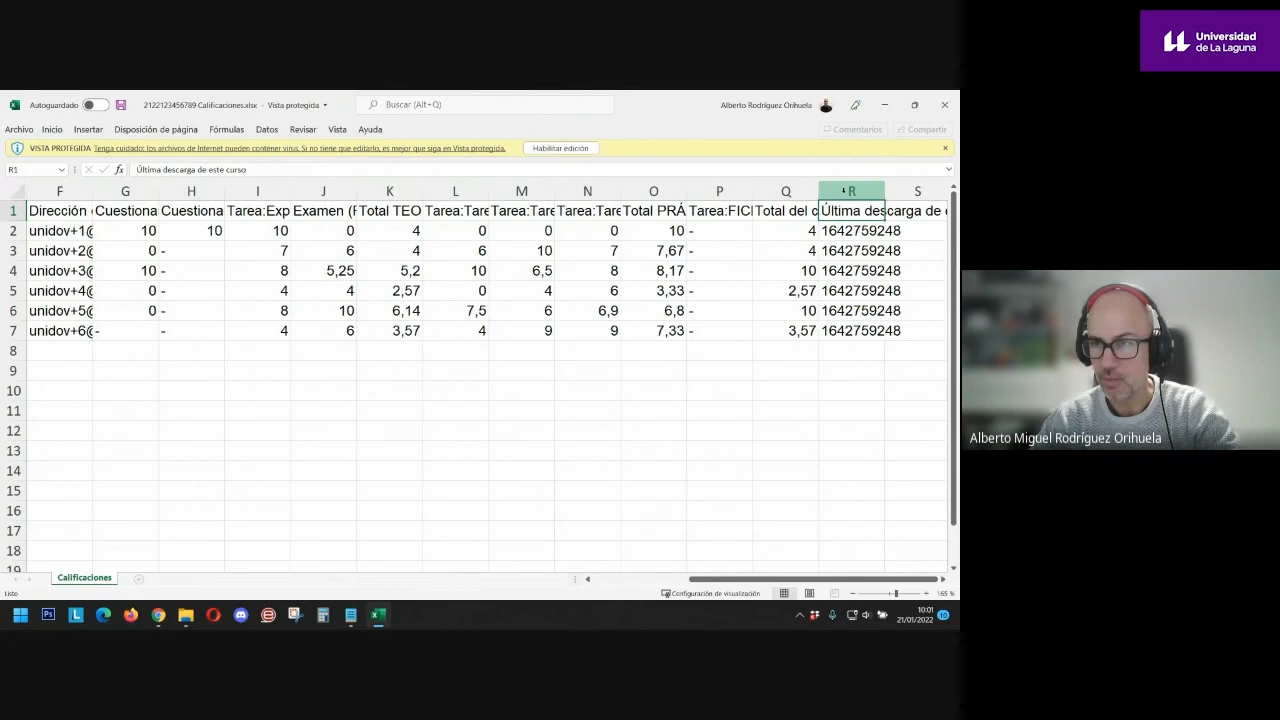 Universidad
de La Laguna
Autoguardado
2122123456789 Calificaciones.xlsx - Vista protegida
Buscar (Alt+Q)
Alberto Rodríguez Orihuela
Archivo Inicio Insertar Disposición de página Fórmulas Datos Revisar Vista Ayuda
Comentarios Compartir
VISTA PROTEGIDA Tenga cuidado: los archivos de Internet pueden contener virus. Si no tiene que editarlo, es mejor que siga en Vista protegida. Habilitar edición
R1 fx Última descarga de este curso
F G H I J K L M N O P Q R S
1 Dirección Cuestiona Cuestiona Tarea:Exp Examen (F Total TEO Tarea:Tare Tarea:Tare Tarea:Tare Total PRÁ Tarea:FICI Total del c Última descarga de
2 unidov+1@ 10 10 10 0 4 0 0 0 10 - 4 1642759248
3 unidov+2@ 0 - 7 6 4 6 10 7 7,67 - 4 1642759248
4 unidov+3@ 10 - 8 5,25 5,2 10 6,5 8 8,17 - 10 1642759248
5 unidov+4@ 0 - 4 4 2,57 0 4 6 3,33 - 2,57 1642759248
6 unidov+5@ 0 - 8 10 6,14 7,5 6 6,9 6,8 - 10 1642759248
7 unidov+6@ - - 4 6 3,57 4 9 9 7,33 - 3,57 1642759248
8
9
10
11
12
13
14
15
16
17
18
19
Calificaciones
Listo
Configuración de visualización
165 %
10:01
21/01/2022
10
Alberto Miguel Rodríguez Orihuela